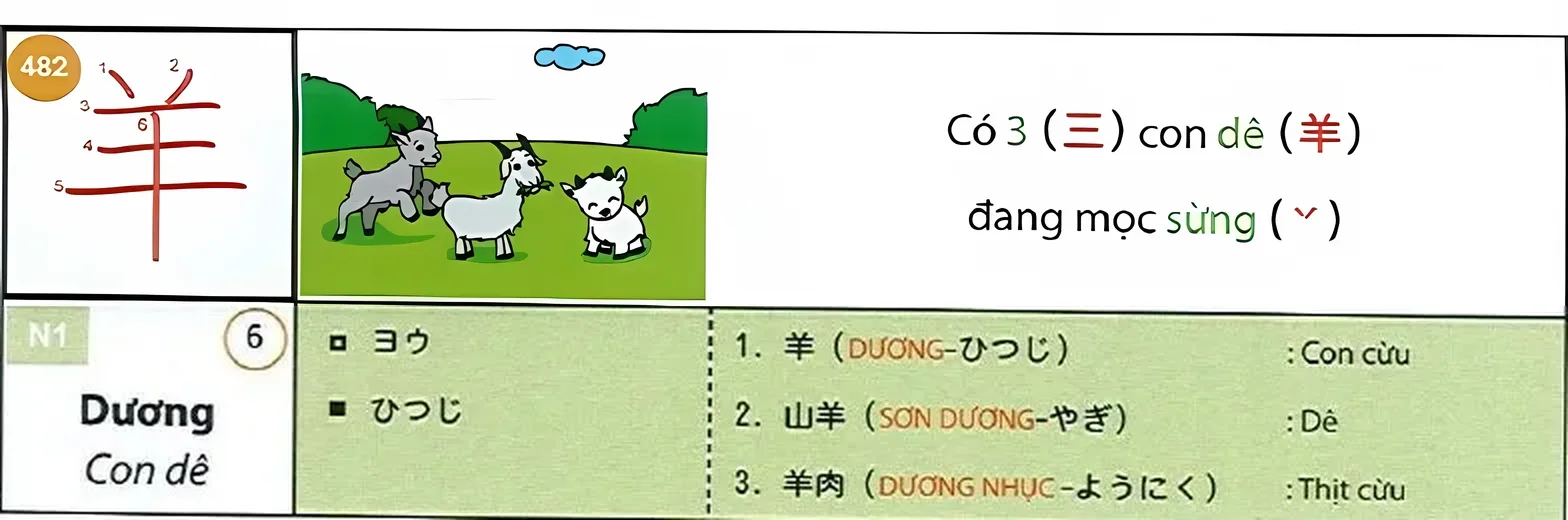 482
1
2
3
4
5
6
羊
Có 3 (三) con dê (羊)
đang mọc sừng (丷)
N1
6
Dương
Con dê
ヨウ
ひつじ
1. 羊 (DƯƠNG-ひつじ) : Con cừu
2. 山羊 (SƠN DƯƠNG-やぎ) : Dê
3. 羊肉 (DƯƠNG NHỤC-ようにく) : Thịt cừu